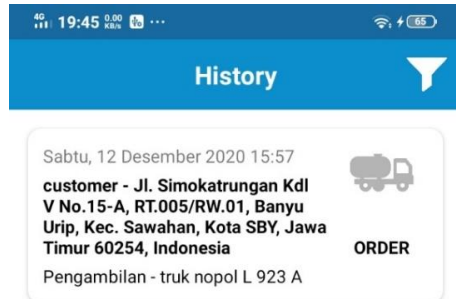 4G 19:45 0.00 KB/s Vo ... 65
History
Sabtu, 12 Desember 2020 15:57
customer - Jl. Simokatrungan Kdl
V No.15-A, RT.005/RW.01, Banyu
Urip, Kec. Sawahan, Kota SBY, Jawa
Timur 60254, Indonesia
ORDER
Pengambilan - truk nopol L 923 A